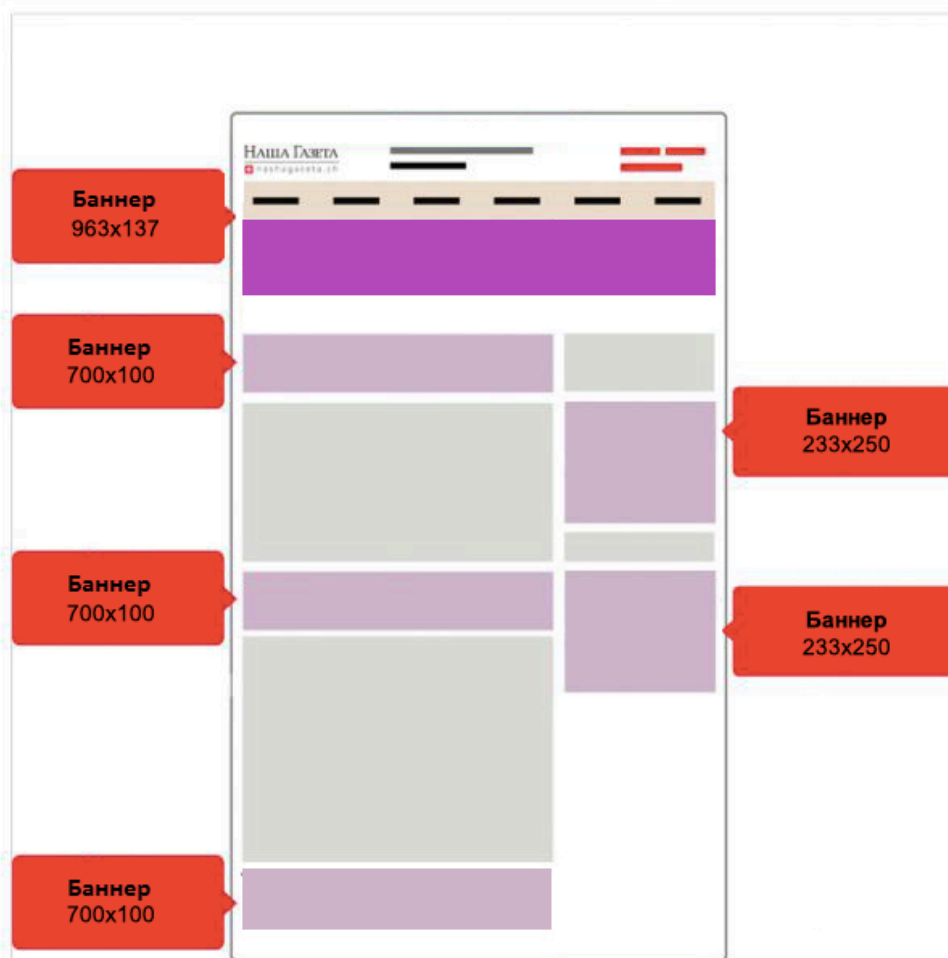 НАША ГАЗЕТА
nashagazeta.ch
Баннер
963x137
Баннер
700x100
Баннер
233x250
Баннер
700x100
Баннер
233x250
Баннер
700x100